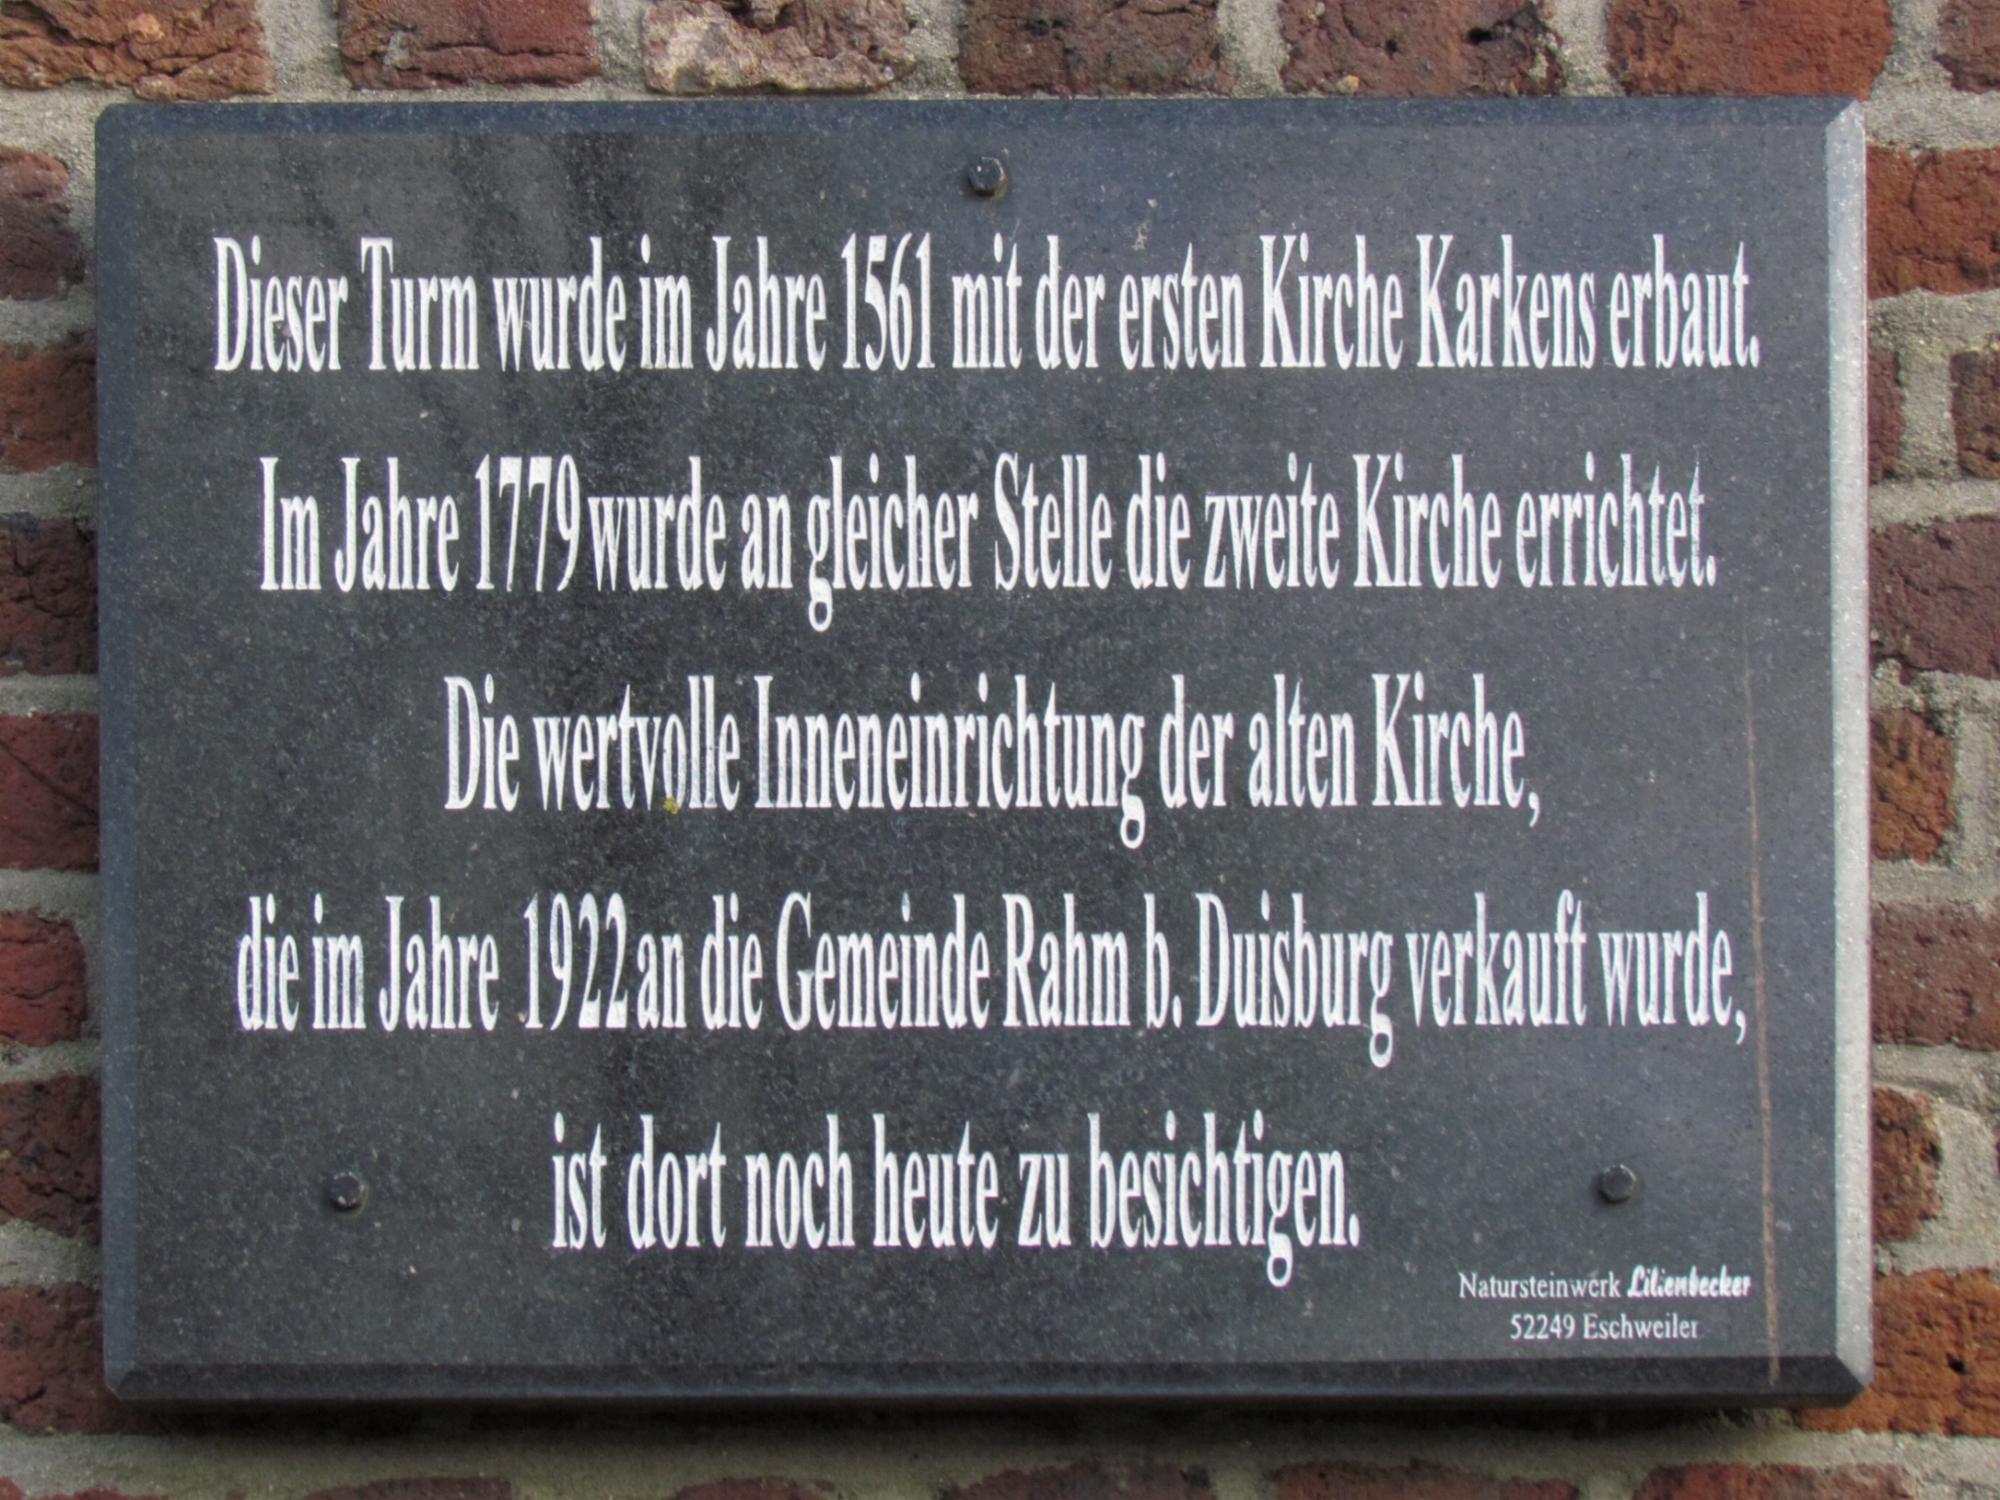 Dieser Turm wurde im Jahre 1561 mit der ersten Kirche Karkens erbaut.
Im Jahre 1779 wurde an gleicher Stelle die zweite Kirche errichtet.
Die wertvolle Inneneinrichtung der alten Kirche,
die im Jahre 1922 an die Gemeinde Rahm b. Duisburg verkauft wurde,
ist dort noch heute zu besichtigen.
Natursteinwerk Lilienbecker
52249 Eschweiler